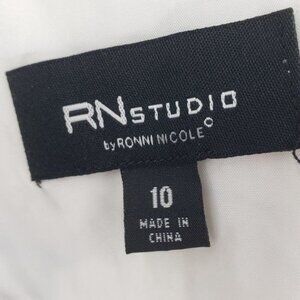 RNSTUDIO
by RONNI NICOLE©
10
MADE IN
CHINA